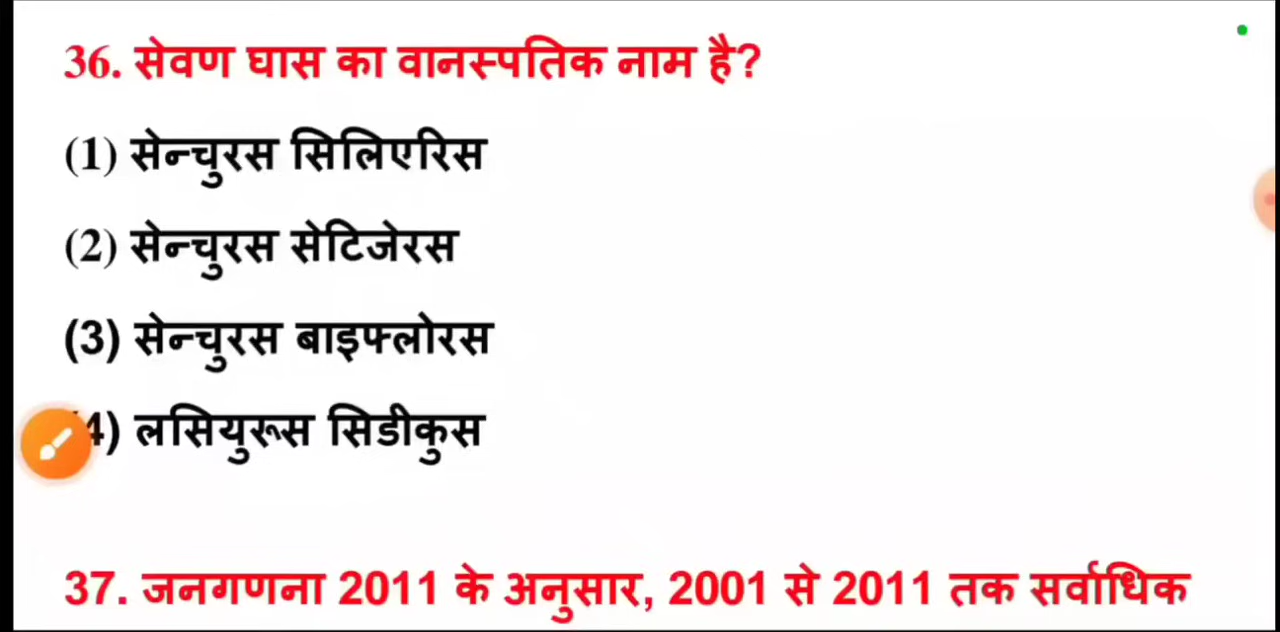 36. सेवण घास का वानस्पतिक नाम है?
(1) सेन्चुरस सिलिएरिस
(2) सेन्चुरस सेटिजेरस
(3) सेन्चुरस बाइफ्लोरस
4) लसियुरूस सिडीकुस
37. जनगणना 2011 के अनुसार, 2001 से 2011 तक सर्वाधिक